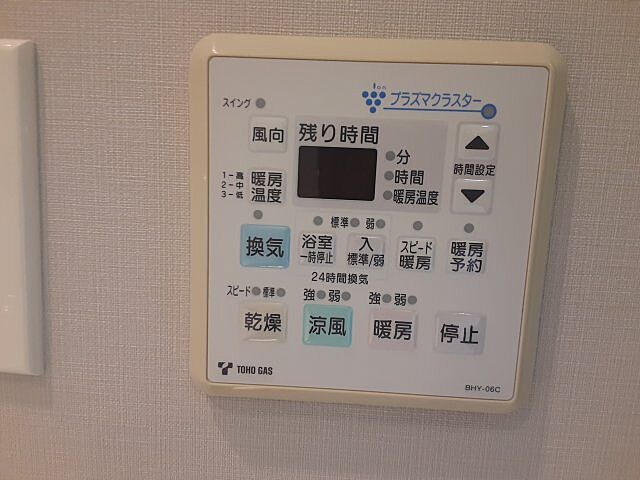 Ion
プラズマクラスター
スイング
風向
残り時間
分
時間
暖房温度
時間設定
1－高
2－中
3－低
暖房
温度
標準 弱
換気
浴室
一時停止
入
標準/弱
スピード
暖房
暖房
予約
24時間換気
スピード 標準
強 弱
強 弱
乾燥
涼風
暖房
停止
TOHO GAS
BHY-06C